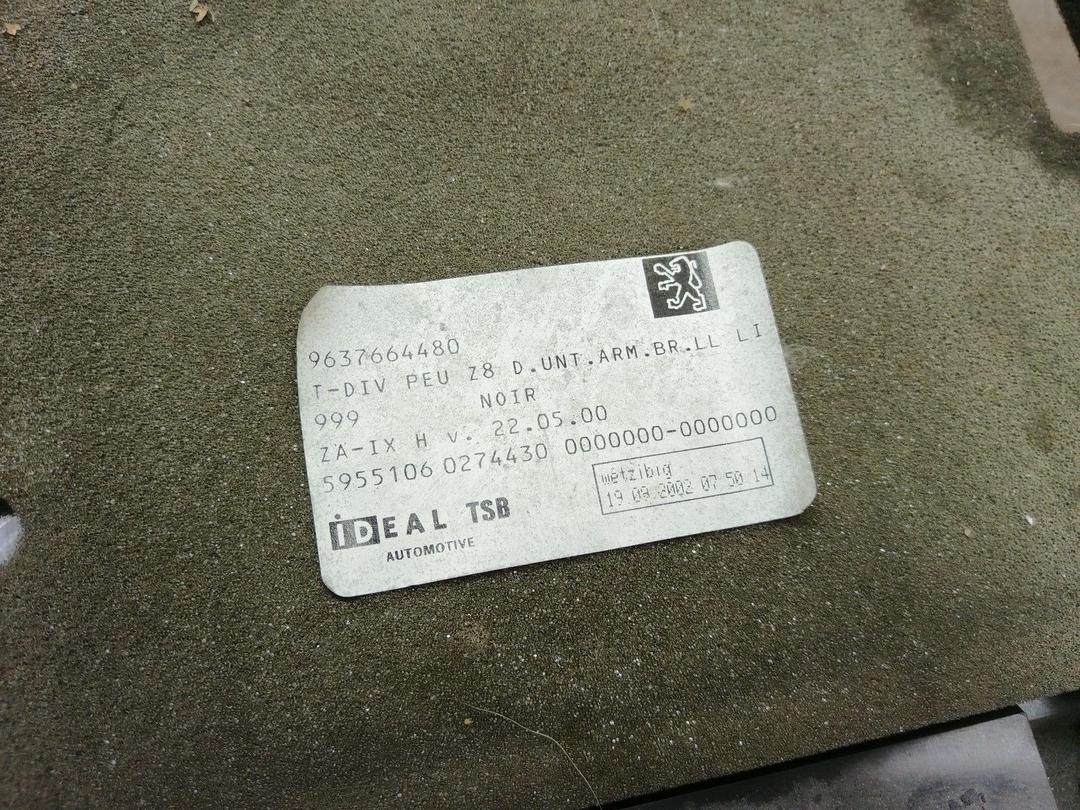 9637664480
T-DIV PEU Z8 D.UNT.ARM.BR.LL LI
999 NOIR
ZA-IX H v. 22.05.00
5955106 0274430 0000000-0000000
wetzibig
19 09 2002 07 50 14
iDEAL TSB
AUTOMOTIVE